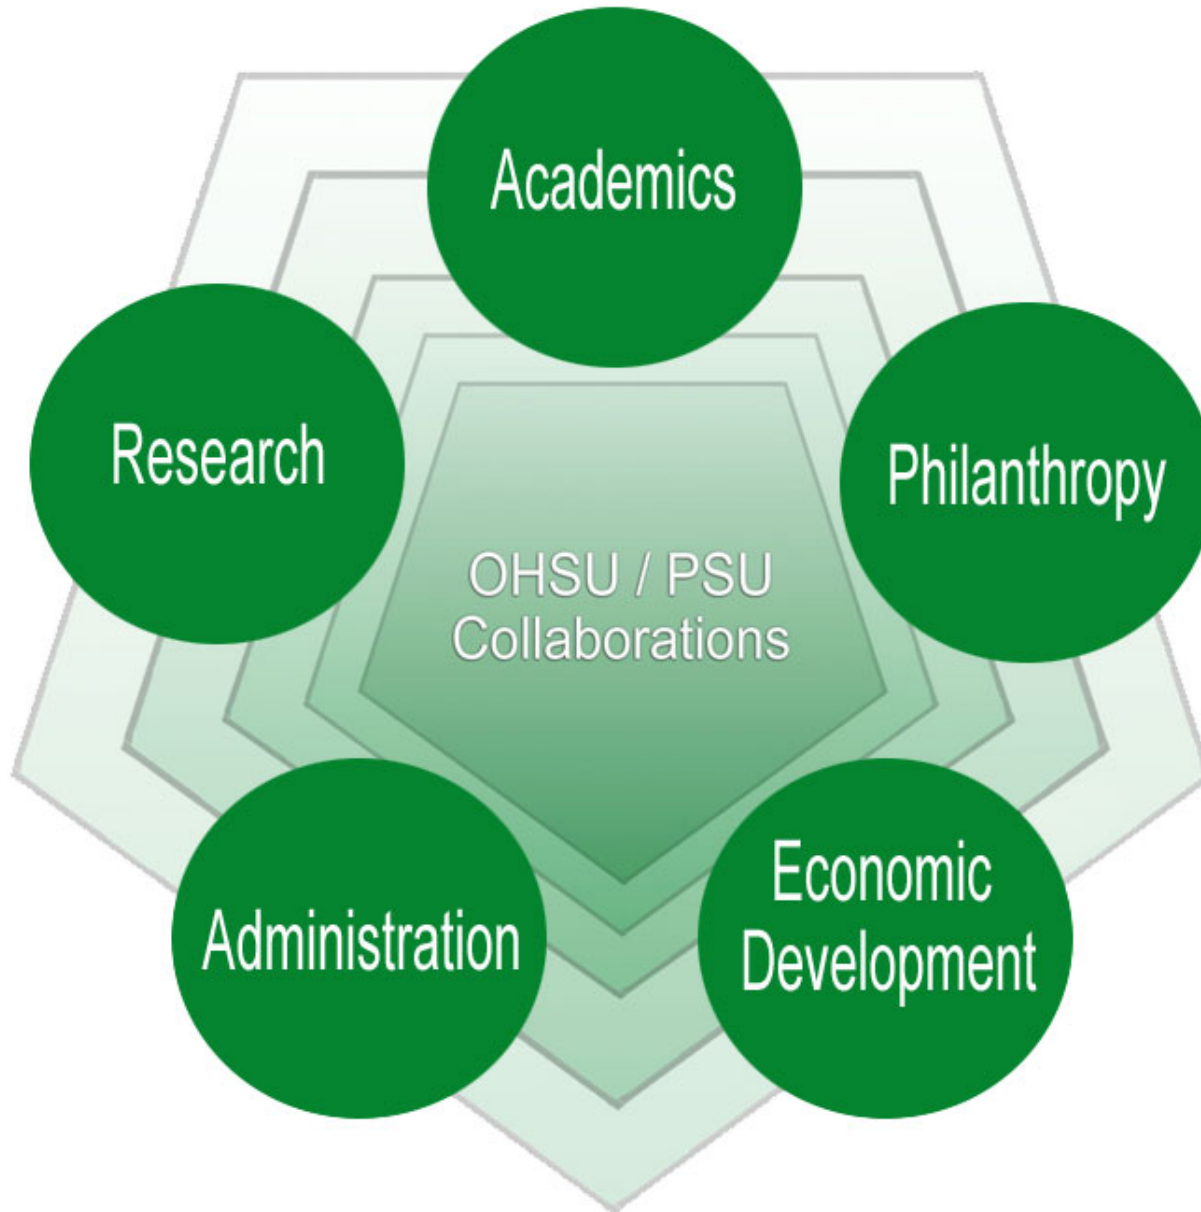 Academics
Research
Philanthropy
OHSU / PSU
Collaborations
Administration
Economic
Development